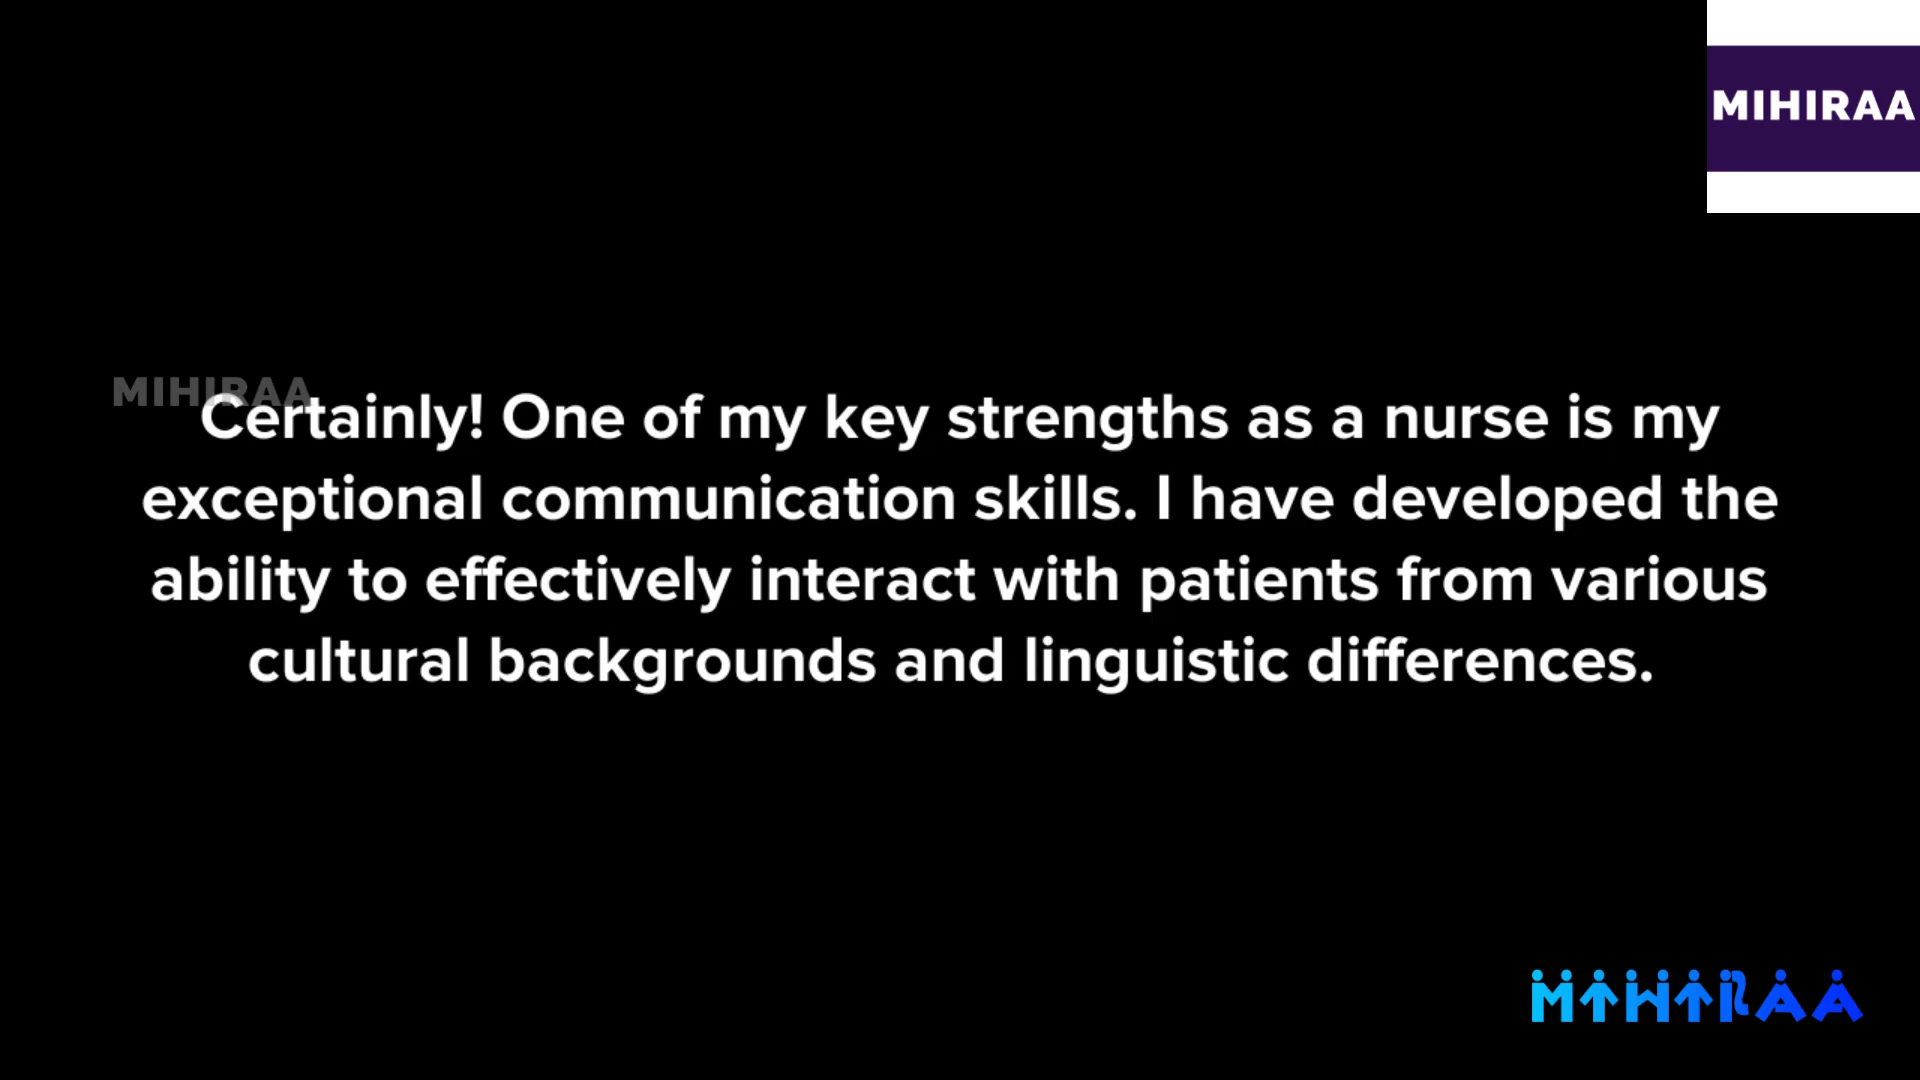 MIHIRAA
MIHIRAA
Certainly! One of my key strengths as a nurse is my
exceptional communication skills. I have developed the
ability to effectively interact with patients from various
cultural backgrounds and linguistic differences.
MIHIRAA